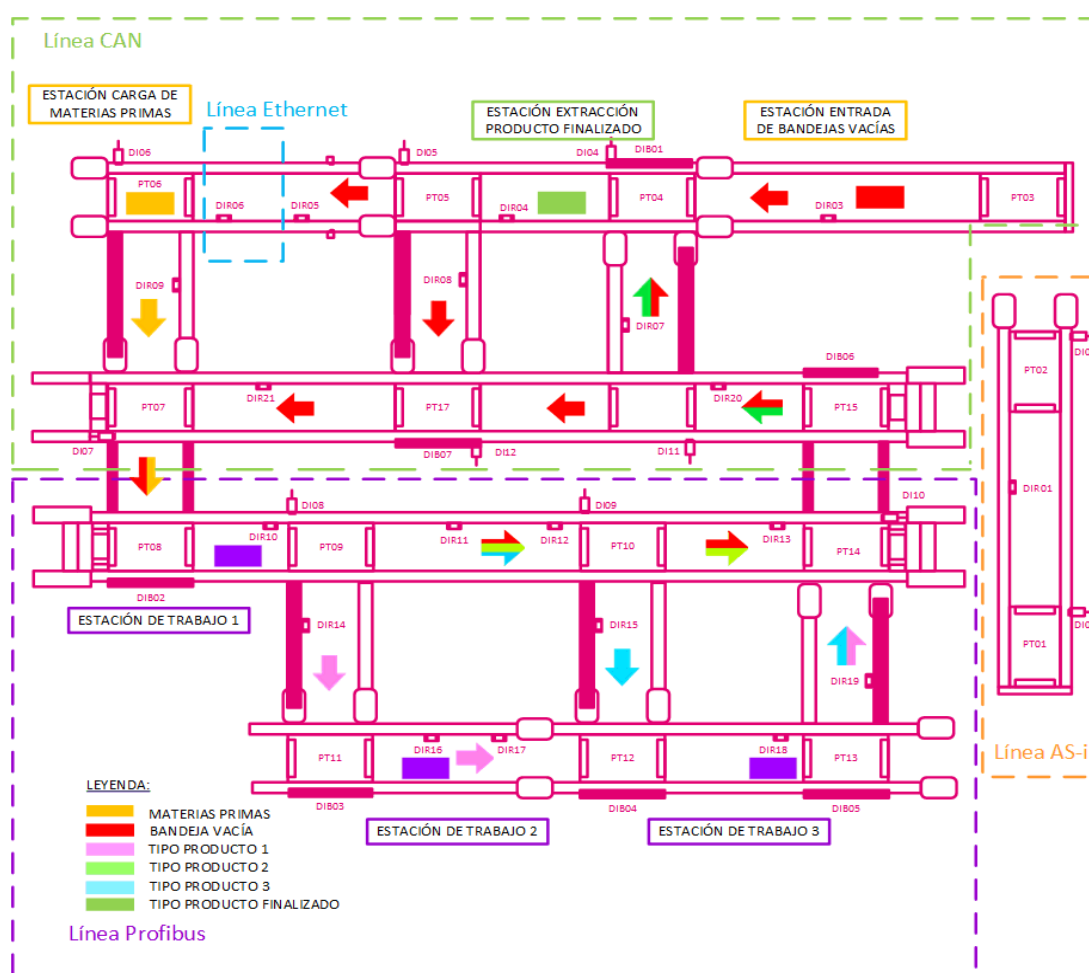 Línea CAN
ESTACIÓN CARGA DE
MATERIAS PRIMAS
Línea Ethernet
ESTACIÓN EXTRACCIÓN
PRODUCTO FINALIZADO
ESTACIÓN ENTRADA
DE BANDEJAS VACÍAS
DI06
DI05
DI04
DIB01
PT06
PT05
PT04
PT03
DIR06
DIR05
DIR04
DIR03
DIR09
DIR08
DIR07
DIB06
PT02
DIR21
DIR20
PT07
PT17
PT15
DI07
DIB07
DI12
DI11
DIR01
DI08
DI09
DI10
DIR10
DIR11
DIR12
DIR13
PT08
PT09
PT10
PT14
DIB02
ESTACIÓN DE TRABAJO 1
DIR14
DIR15
PT01
DIR19
DIR16
DIR17
DIR18
PT11
PT12
PT13
Línea AS-i
DIB03
DIB04
DIB05
ESTACIÓN DE TRABAJO 2
ESTACIÓN DE TRABAJO 3
LEYENDA:
MATERIAS PRIMAS
BANDEJA VACÍA
TIPO PRODUCTO 1
TIPO PRODUCTO 2
TIPO PRODUCTO 3
TIPO PRODUCTO FINALIZADO
Línea Profibus